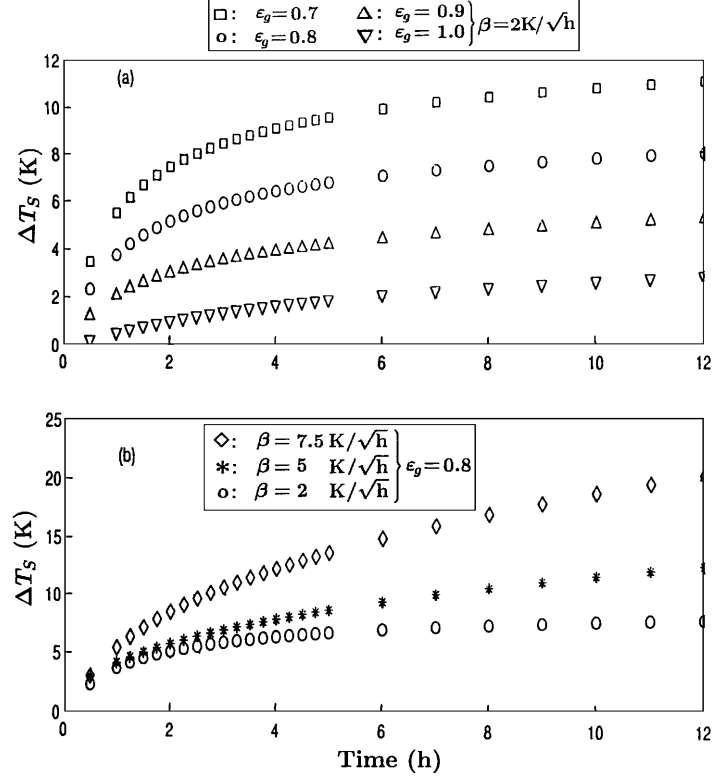 □: ε_g=0.7 △: ε_g=0.9
○: ε_g=0.8 ▽: ε_g=1.0 } β=2K/√h
(a)
12
10
8
6
4
2
0
ΔT_S (K)
0 2 4 6 8 10 12
(b)
◇: β = 7.5 K/√h
✱: β = 5 K/√h } ε_g=0.8
○: β = 2 K/√h
25
20
15
10
5
0
ΔT_S (K)
0 2 4 6 8 10 12
Time (h)